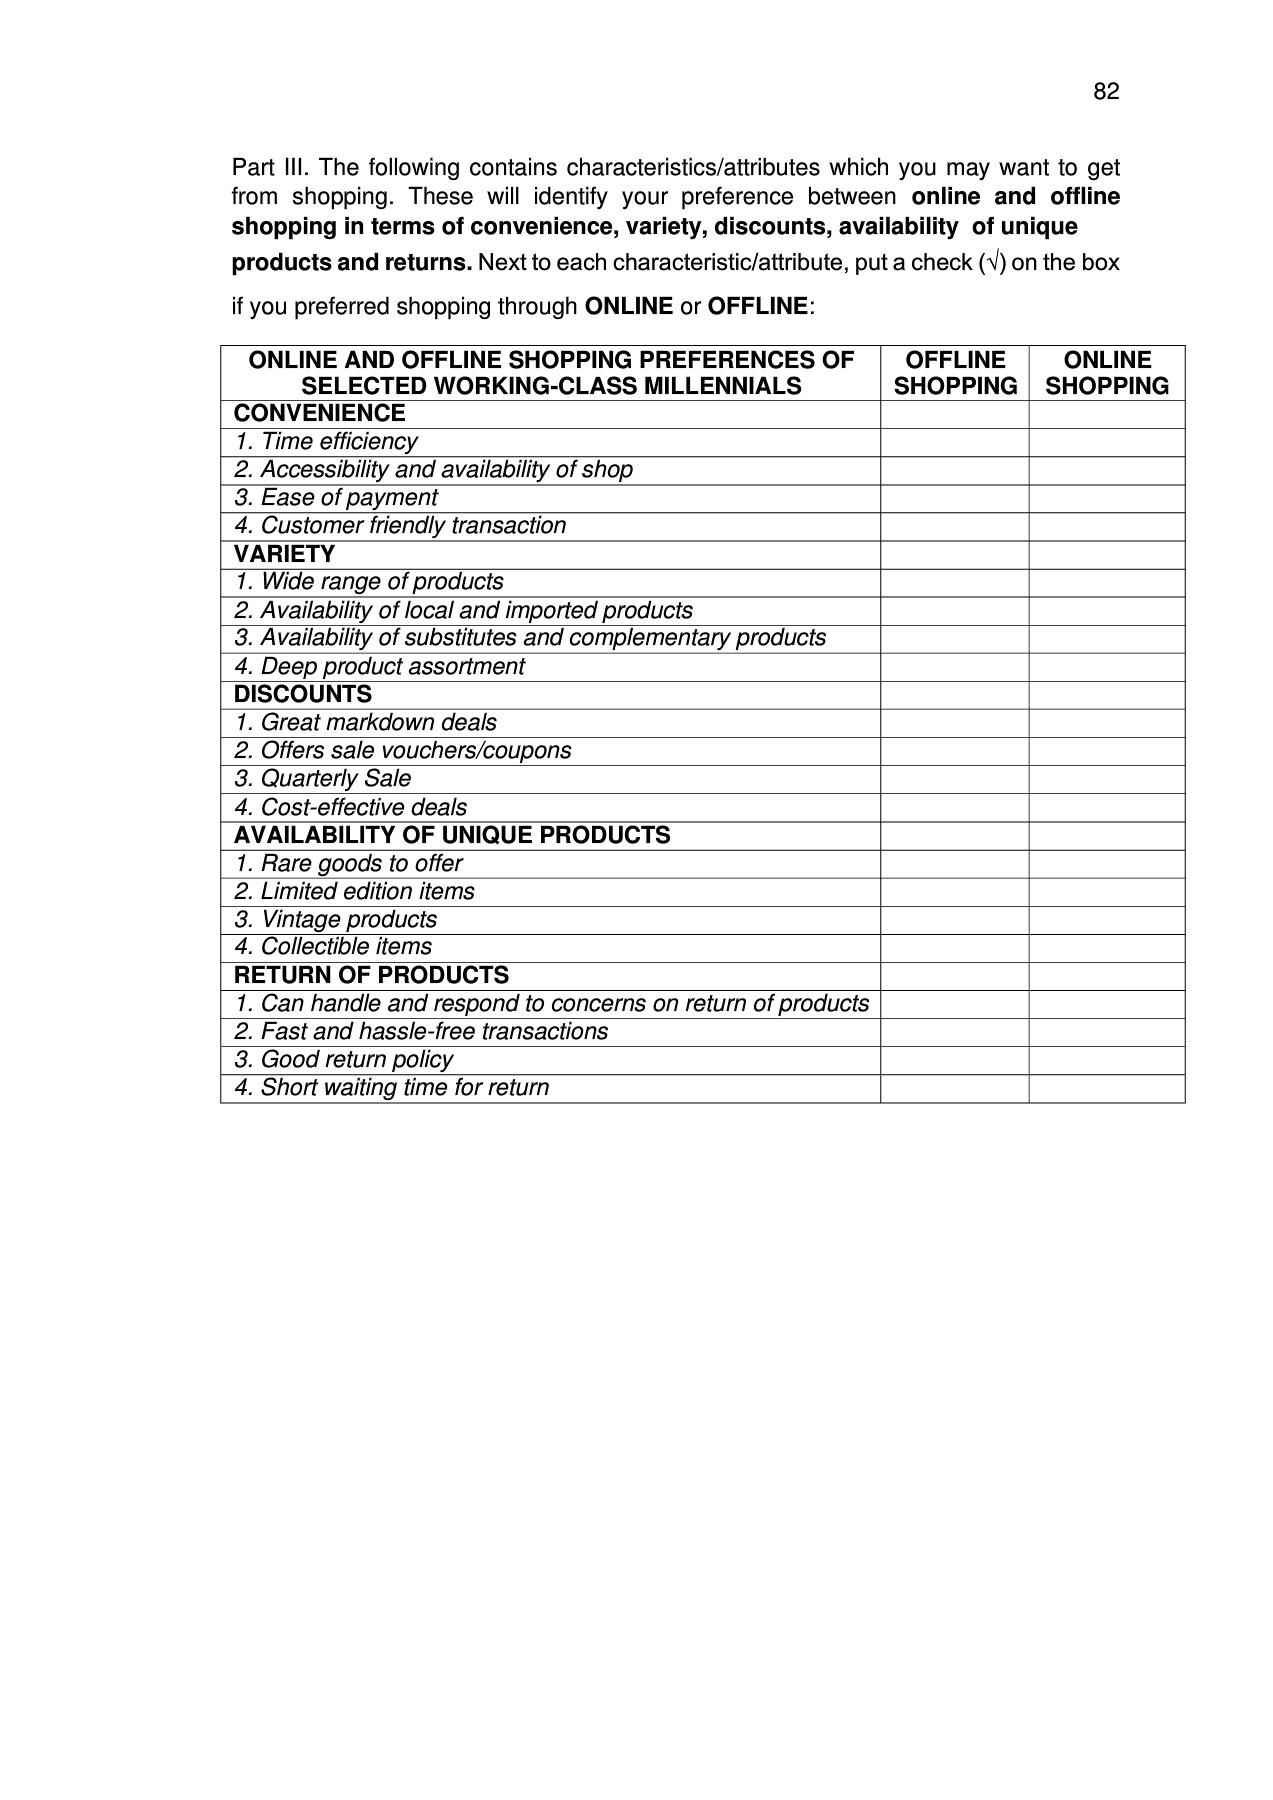 82
Part III. The following contains characteristics/attributes which you may want to get
from shopping. These will identify your preference between online and offline
shopping in terms of convenience, variety, discounts, availability  of unique
products and returns. Next to each characteristic/attribute, put a check (√) on the box
if you preferred shopping through ONLINE or OFFLINE:
ONLINE AND OFFLINE SHOPPING PREFERENCES OF
SELECTED WORKING-CLASS MILLENNIALS
OFFLINE
SHOPPING
ONLINE
SHOPPING
CONVENIENCE
1. Time efficiency
2. Accessibility and availability of shop
3. Ease of payment
4. Customer friendly transaction
VARIETY
1. Wide range of products
2. Availability of local and imported products
3. Availability of substitutes and complementary products
4. Deep product assortment
DISCOUNTS
1. Great markdown deals
2. Offers sale vouchers/coupons
3. Quarterly Sale
4. Cost-effective deals
AVAILABILITY OF UNIQUE PRODUCTS
1. Rare goods to offer
2. Limited edition items
3. Vintage products
4. Collectible items
RETURN OF PRODUCTS
1. Can handle and respond to concerns on return of products
2. Fast and hassle-free transactions
3. Good return policy
4. Short waiting time for return